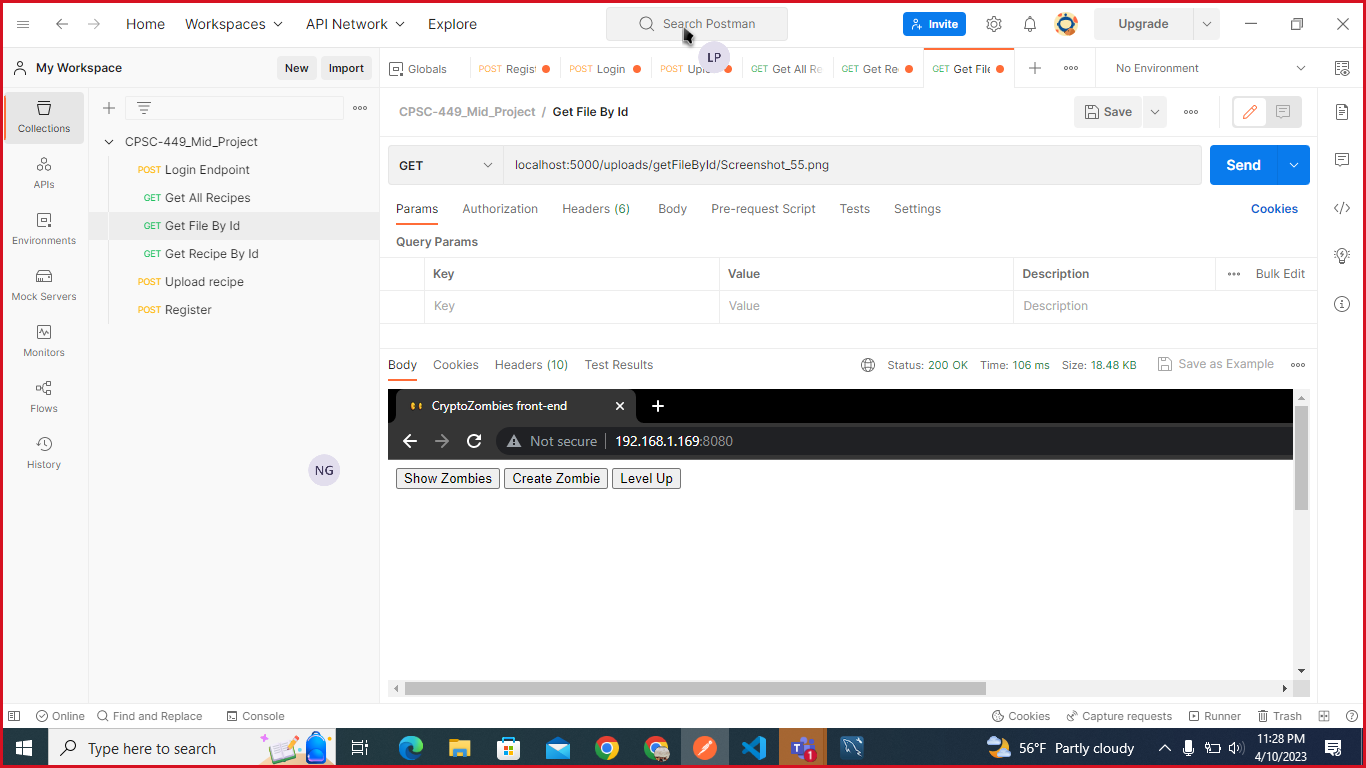 Home Workspaces API Network Explore Search Postman Invite Upgrade
LP
My Workspace New Import Globals POST Regist POST Login POST Uplo GET All Re GET Get Re GET Get File No Environment
CPSC-449_Mid_Project / Get File By Id Save
Collections
APIs
Environments
Mock Servers
Monitors
Flows
History
CPSC-449_Mid_Project
POST Login Endpoint
GET Get All Recipes
GET Get File By Id
GET Get Recipe By Id
POST Upload recipe
POST Register
NG
GET localhost:5000/uploads/getFileById/Screenshot_55.png Send
Params Authorization Headers (6) Body Pre-request Script Tests Settings Cookies
Query Params
Key Value Description Bulk Edit
Key Value Description
Body Cookies Headers (10) Test Results Status: 200 OK Time: 106 ms Size: 18.48 KB Save as Example
CryptoZombies front-end
Not secure 192.168.1.169:8080
Show Zombies Create Zombie Level Up
Online Find and Replace Console Cookies Capture requests Runner Trash
Type here to search 1 56°F Partly cloudy 11:28 PM
4/10/2023